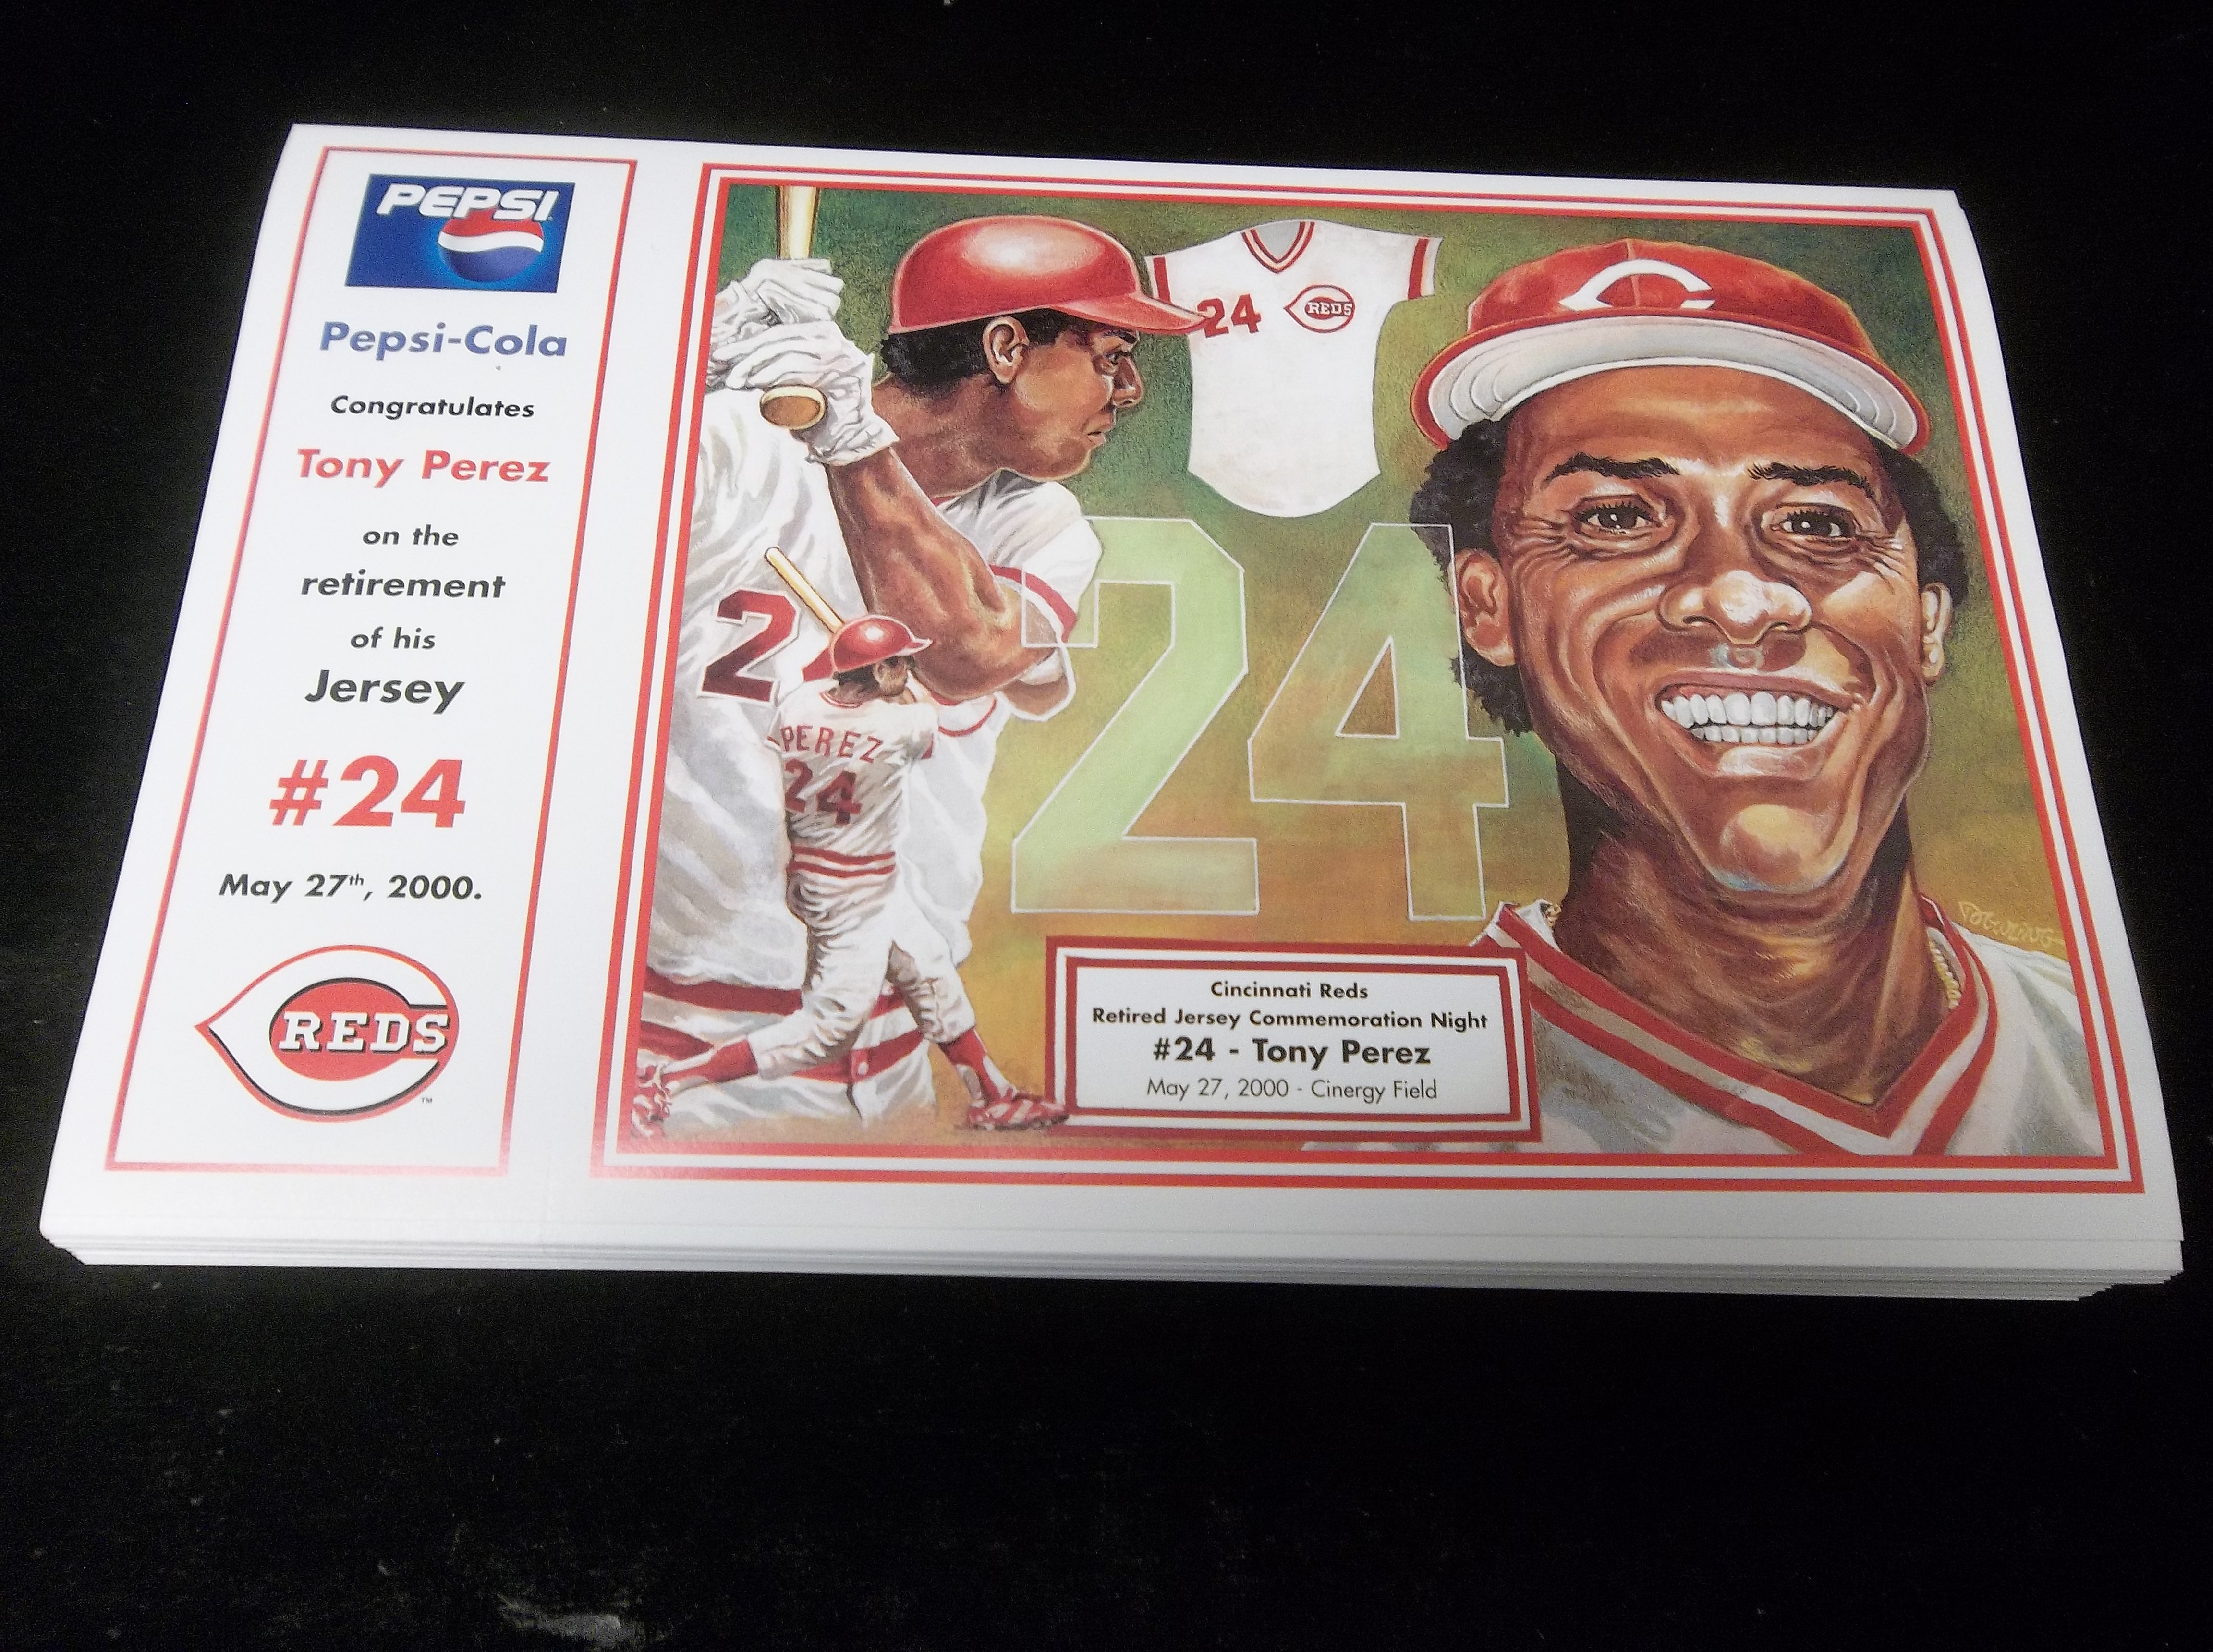 PEPSI
Pepsi-Cola
Congratulates
Tony Perez
on the
retirement
of his
Jersey
#24
May 27th, 2000.
REDS
™
24
REDS
24
2
PEREZ
24
Cincinnati Reds
Retired Jersey Commemoration Night
#24 - Tony Perez
May 27, 2000 - Cinergy Field